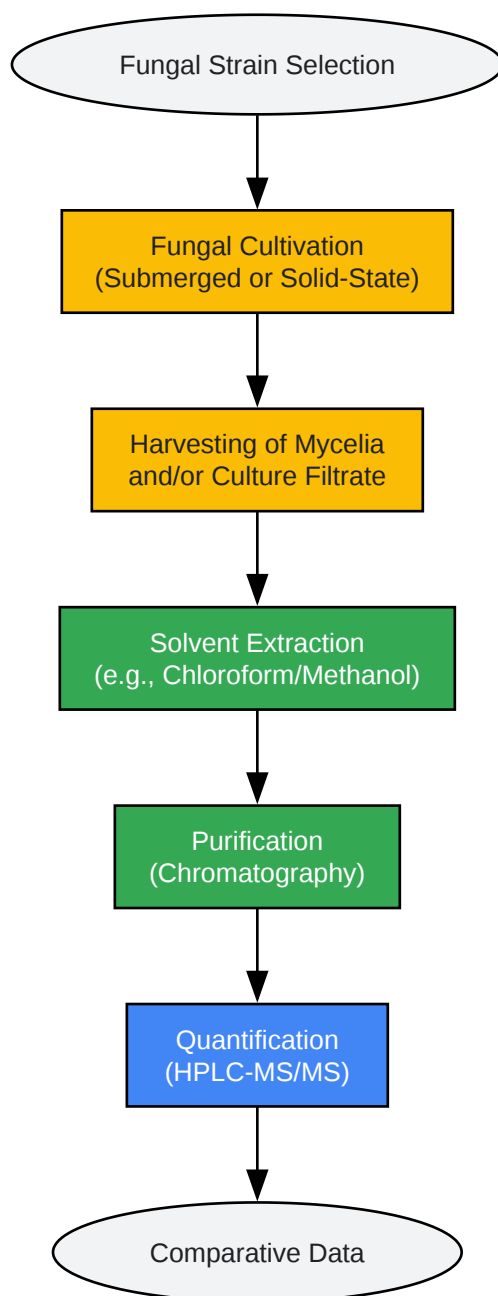 Fungal Strain Selection
Fungal Cultivation
(Submerged or Solid-State)
Harvesting of Mycelia
and/or Culture Filtrate
Solvent Extraction
(e.g., Chloroform/Methanol)
Purification
(Chromatography)
Quantification
(HPLC-MS/MS)
Comparative Data